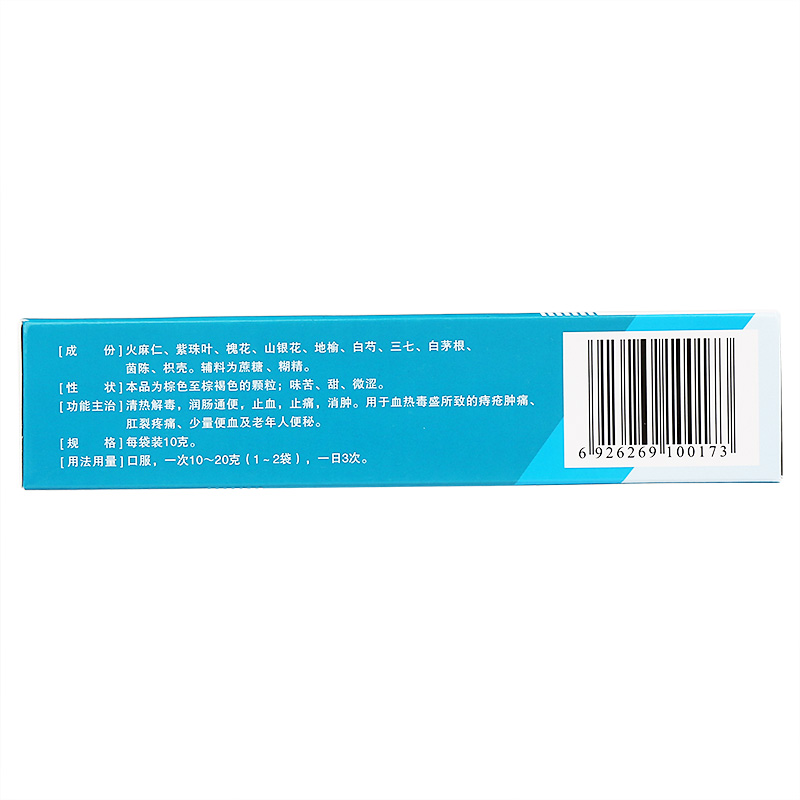 [成 份] 火麻仁、紫珠叶、槐花、山银花、地榆、白芍、三七、白茅根、
茵陈、枳壳。辅料为蔗糖、糊精。
[性 状] 本品为棕色至棕褐色的颗粒；味苦、甜、微涩。
[功能主治] 清热解毒，润肠通便，止血，止痛，消肿。用于血热毒盛所致的痔疮肿痛、
肛裂疼痛、少量便血及老年人便秘。
[规 格] 每袋装10克。
[用法用量] 口服，一次10～20克（1～2袋），一日3次。
6 926269 100173